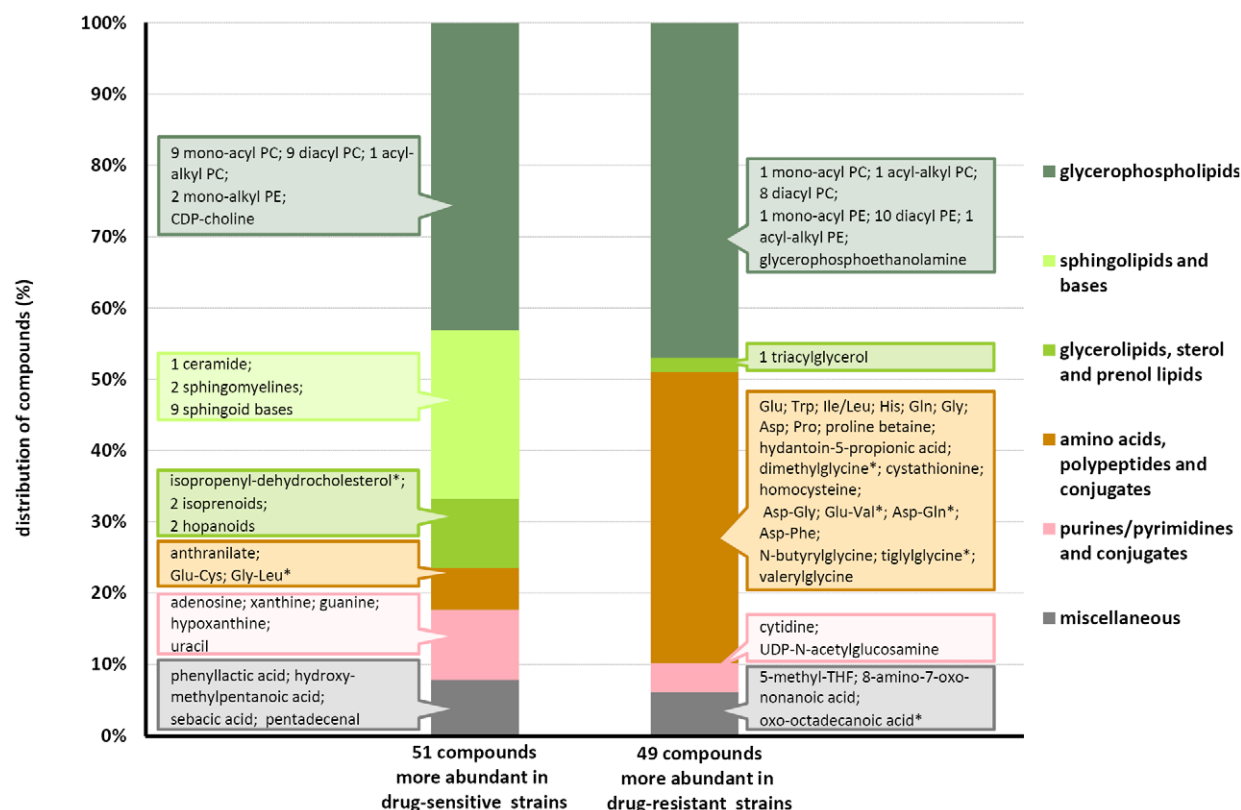 100%
90%
80%
70%
60%
50%
40%
30%
20%
10%
0%
distribution of compounds (%)
9 mono-acyl PC; 9 diacyl PC; 1 acyl-
alkyl PC;
2 mono-alkyl PE;
CDP-choline
1 ceramide;
2 sphingomyelines;
9 sphingoid bases
isopropenyl-dehydrocholesterol*;
2 isoprenoids;
2 hopanoids
anthranilate;
Glu-Cys; Gly-Leu*
adenosine; xanthine; guanine;
hypoxanthine;
uracil
phenyllactic acid; hydroxy-
methylpentanoic acid;
sebacic acid; pentadecenal
1 mono-acyl PC; 1 acyl-alkyl PC;
8 diacyl PC;
1 mono-acyl PE; 10 diacyl PE; 1
acyl-alkyl PE;
glycerophosphoethanolamine
1 triacylglycerol
Glu; Trp; Ile/Leu; His; Gln; Gly;
Asp; Pro; proline betaine;
hydantoin-5-propionic acid;
dimethylglycine*; cystathionine;
homocysteine;
Asp-Gly; Glu-Val*; Asp-Gln*;
Asp-Phe;
N-butyrylglycine; tiglylglycine*;
valerylglycine
cytidine;
UDP-N-acetylglucosamine
5-methyl-THF; 8-amino-7-oxo-
nonanoic acid;
oxo-octadecanoic acid*
51 compounds
more abundant in
drug-sensitive strains
49 compounds
more abundant in
drug-resistant strains
glycerophospholipids
sphingolipids and
bases
glycerolipids, sterol
and prenol lipids
amino acids,
polypeptides and
conjugates
purines/pyrimidines
and conjugates
miscellaneous